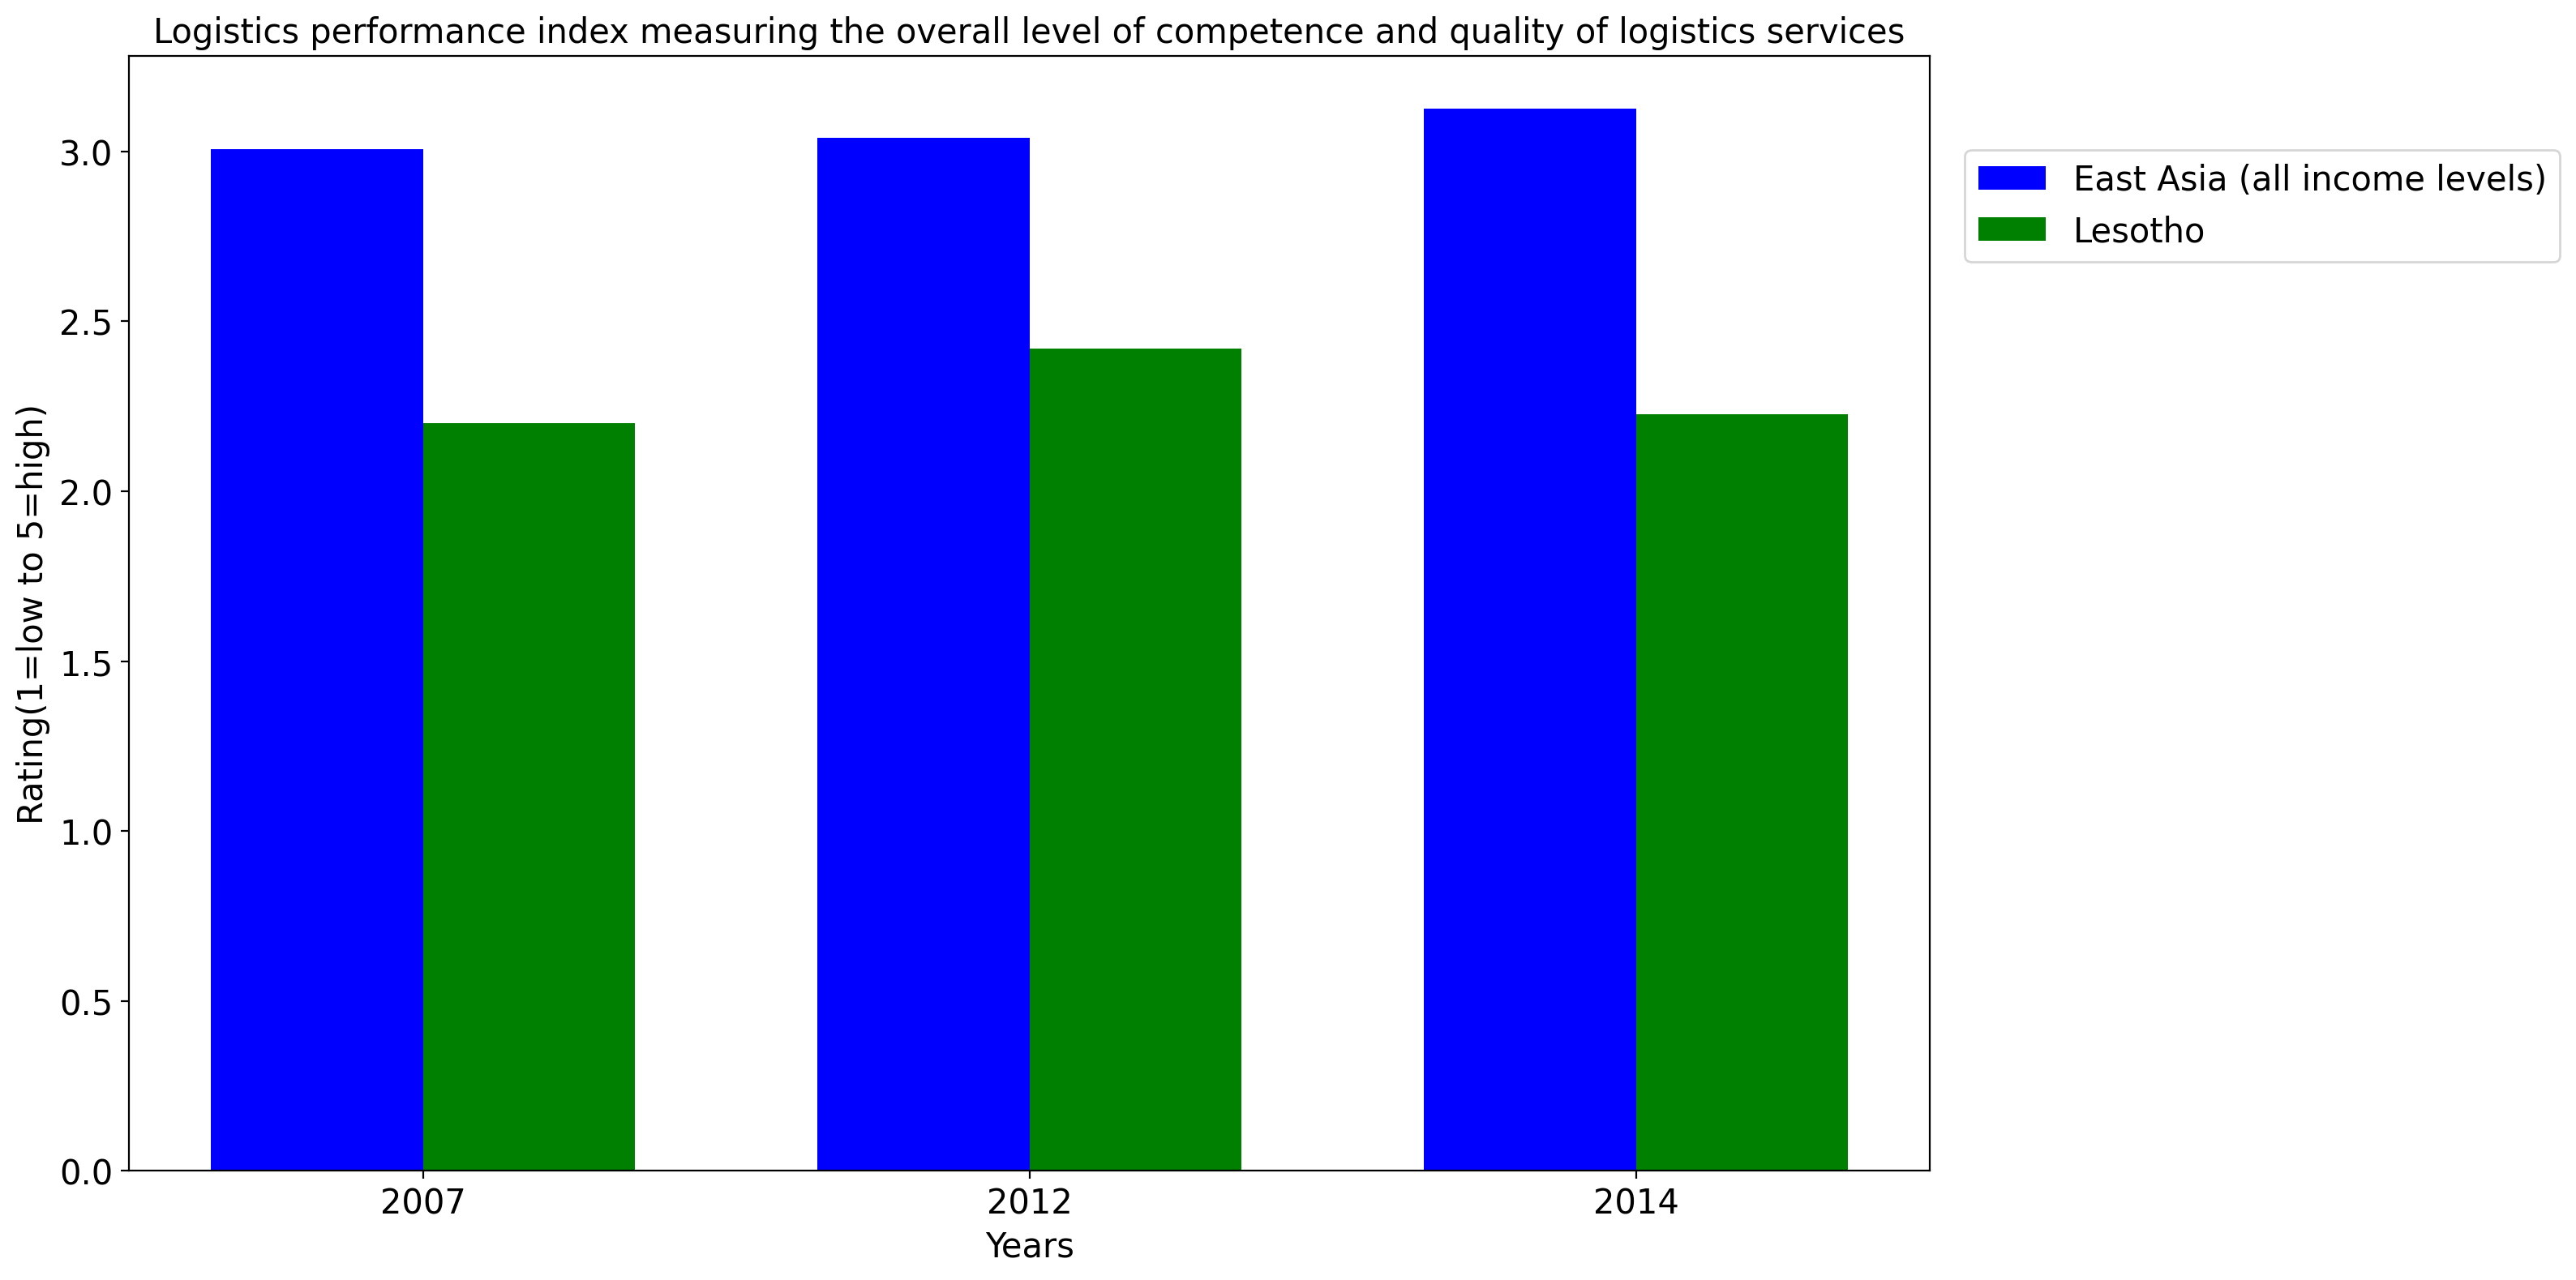 Logistics performance index measuring the overall level of competence and quality of logistics services
Rating(1=low to 5=high)
3.0
2.5
2.0
1.5
1.0
0.5
0.0
2007
2012
2014
Years
East Asia (all income levels)
Lesotho